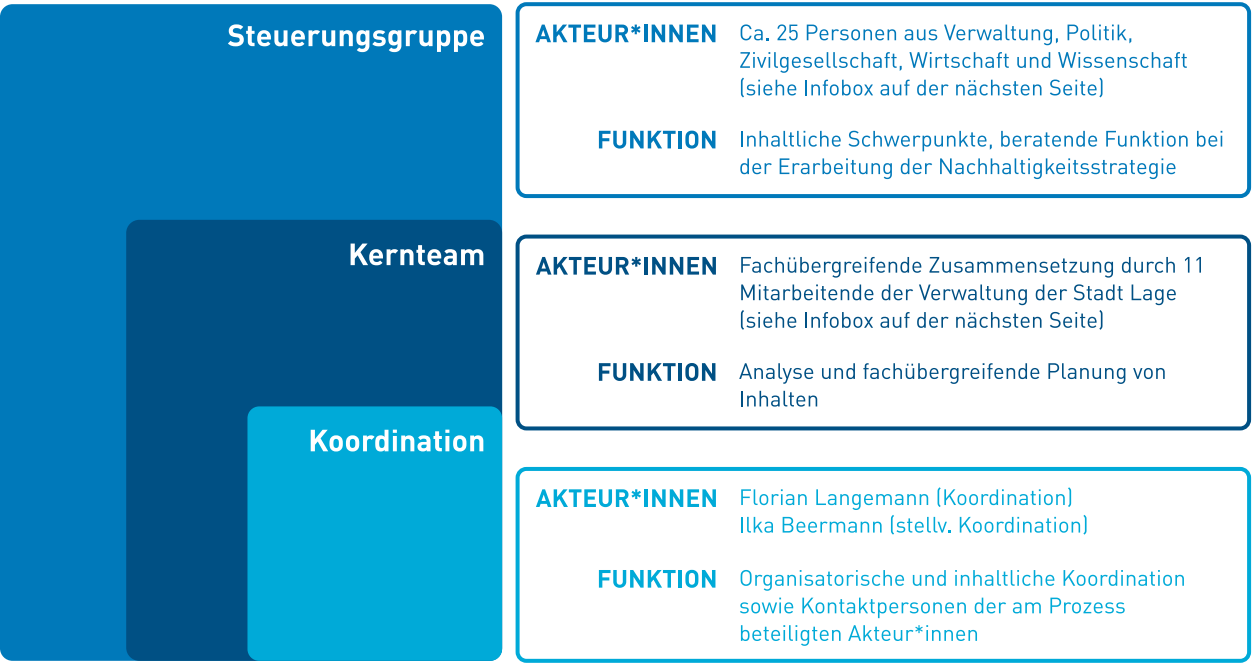 Steuerungsgruppe
AKTEUR*INNEN Ca. 25 Personen aus Verwaltung, Politik,
Zivilgesellschaft, Wirtschaft und Wissenschaft
(siehe Infobox auf der nächsten Seite)
FUNKTION Inhaltliche Schwerpunkte, beratende Funktion bei
der Erarbeitung der Nachhaltigkeitsstrategie
Kernteam
AKTEUR*INNEN Fachübergreifende Zusammensetzung durch 11
Mitarbeitende der Verwaltung der Stadt Lage
(siehe Infobox auf der nächsten Seite)
FUNKTION Analyse und fachübergreifende Planung von
Inhalten
Koordination
AKTEUR*INNEN Florian Langemann (Koordination)
Ilka Beermann (stellv. Koordination)
FUNKTION Organisatorische und inhaltliche Koordination
sowie Kontaktpersonen der am Prozess
beteiligten Akteur*innen